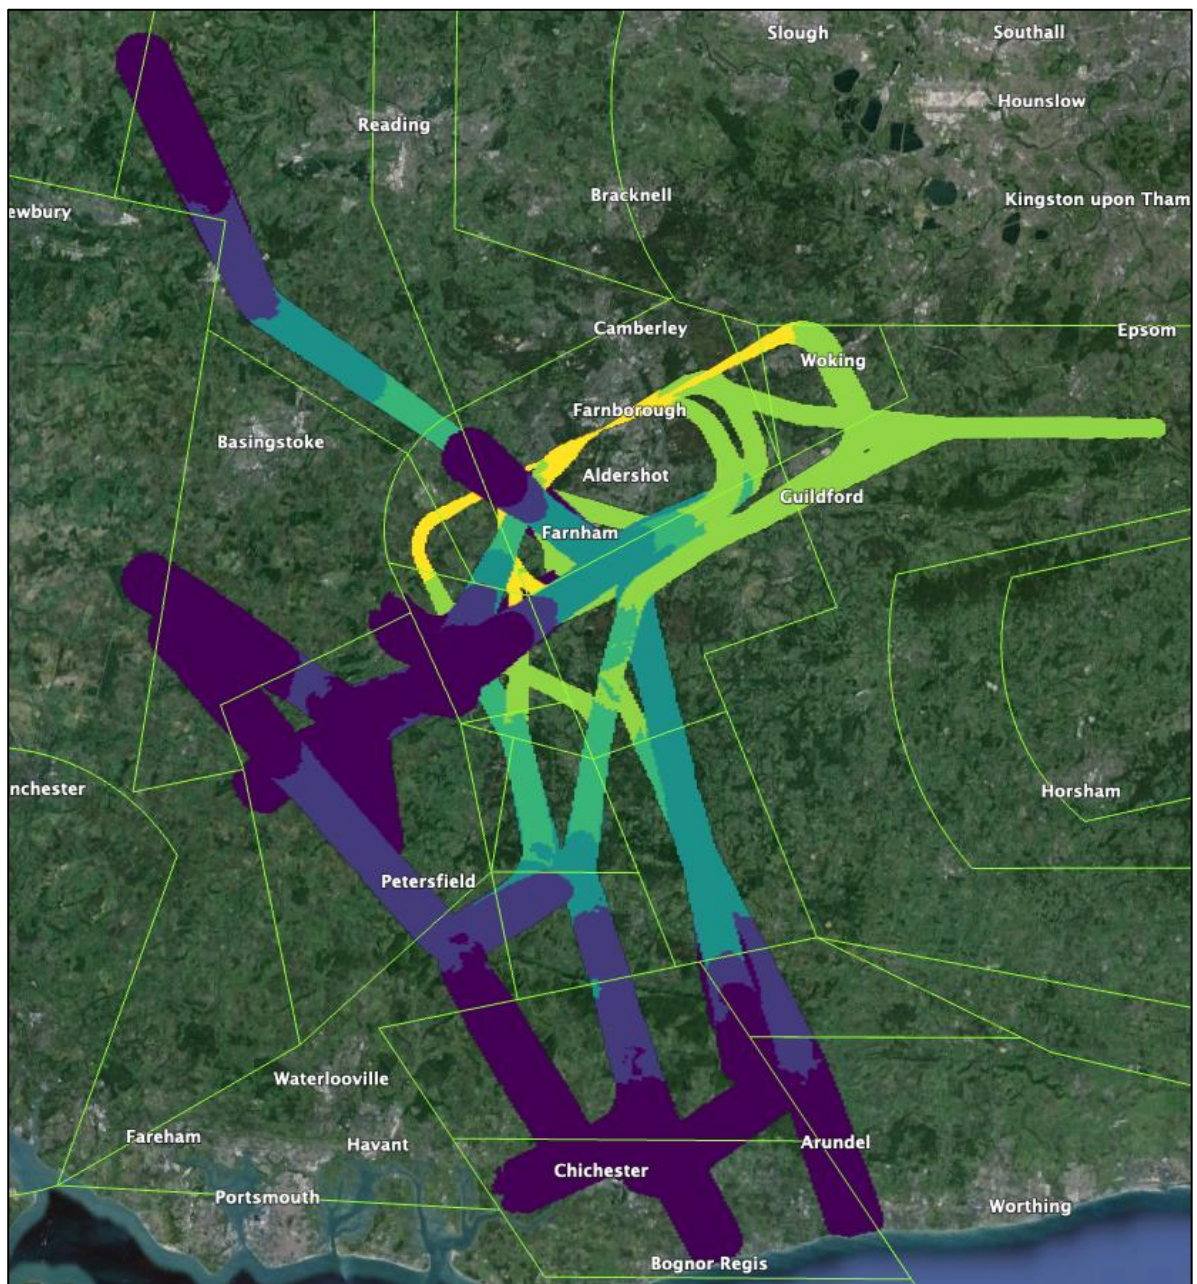 Slough
Southall
Hounslow
Reading
Bracknell
Kingston upon Tham
ewbury
Camberley
Epsom
Woking
Farnborough
Basingstoke
Aldershot
Guildford
Farnham
nchester
Horsham
Petersfield
Waterlooville
Fareham
Havant
Arundel
Chichester
Portsmouth
Worthing
Bognor Regis